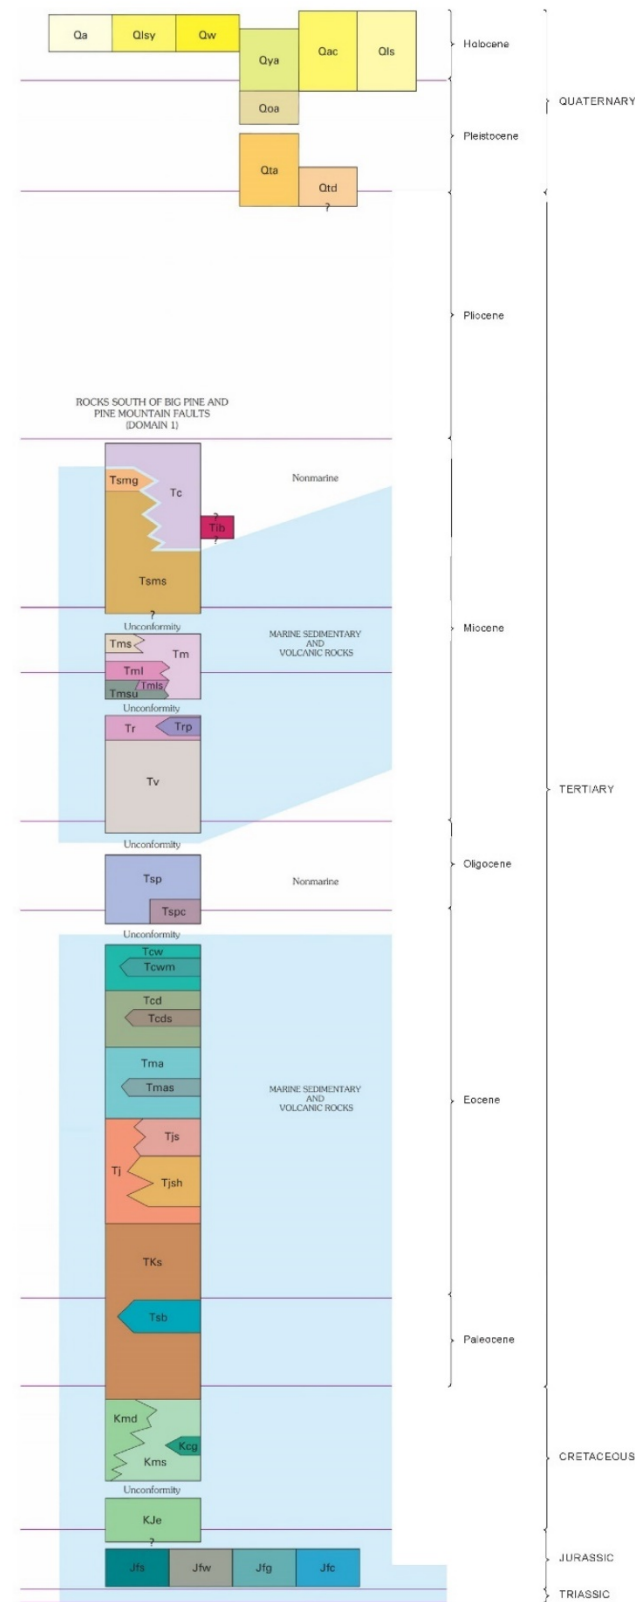 Qa Qlsy Qw
Qya
Qac
Qls
Holocene
Qoa
QUATERNARY
Pleistocene
Qta
Qtd
?
Pliocene
ROCKS SOUTH OF BIG PINE AND
PINE MOUNTAIN FAULTS
(DOMAIN 1)
Tsmg
Tc
Nonmarine
?
Tib
?
Tsms
?
Unconformity
Miocene
Tms
Tm
MARINE SEDIMENTARY
AND
VOLCANIC ROCKS
Tml
Tmls
Tmsu
Unconformity
Tr
Trp
Tv
TERTIARY
Unconformity
Oligocene
Tsp
Nonmarine
Tspc
Unconformity
Tcw
Tcwm
Tcd
Tcds
Tma
Tmas
MARINE SEDIMENTARY
AND
VOLCANIC ROCKS
Eocene
Tjs
Tj
Tjsh
TKs
Tsb
Paleocene
Kmd
Kcg
Kms
CRETACEOUS
Unconformity
KJe
?
Jfs Jfw Jfg Jfc
JURASSIC
TRIASSIC